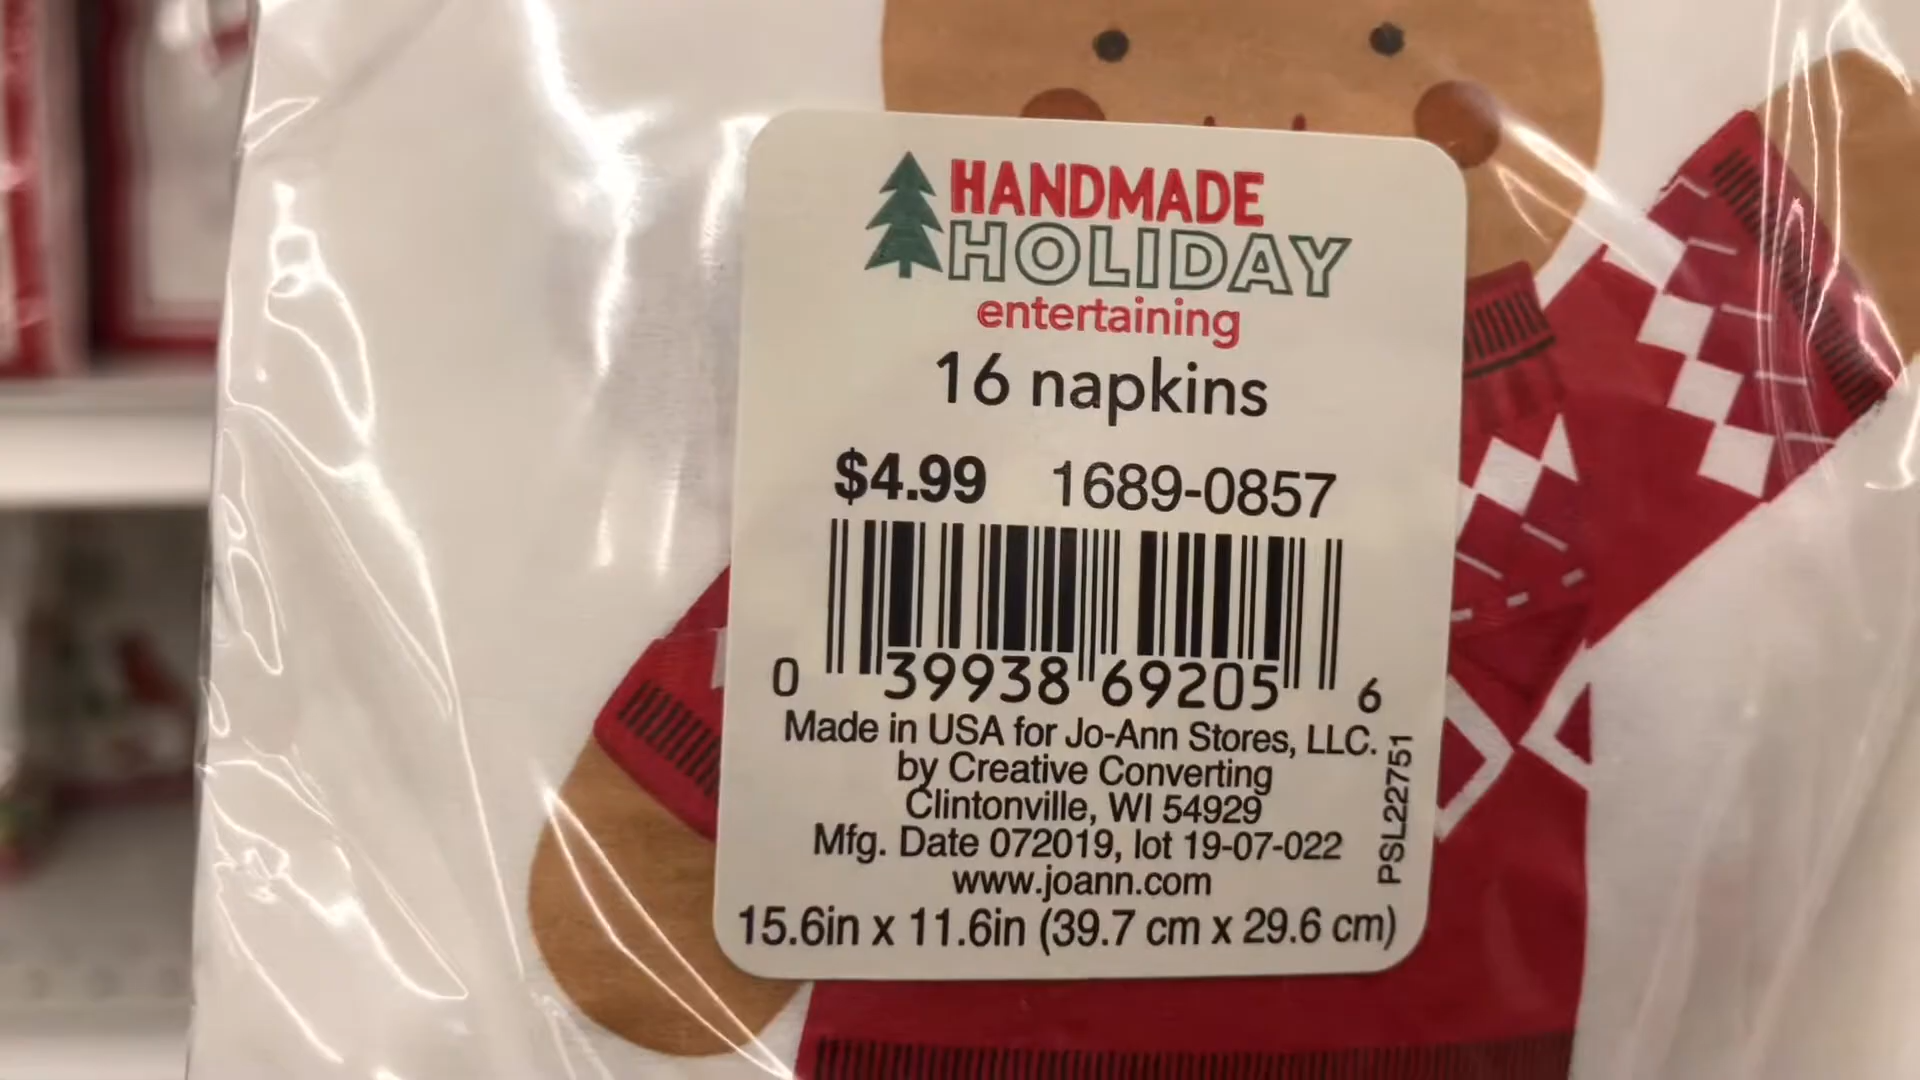 HANDMADE
HOLIDAY
entertaining
16 napkins
$4.99 1689-0857
0 39938 69205 6
Made in USA for Jo-Ann Stores, LLC.
by Creative Converting
Clintonville, WI 54929
Mfg. Date 072019, lot 19-07-022
www.joann.com
15.6in x 11.6in (39.7 cm x 29.6 cm)
PSL22751